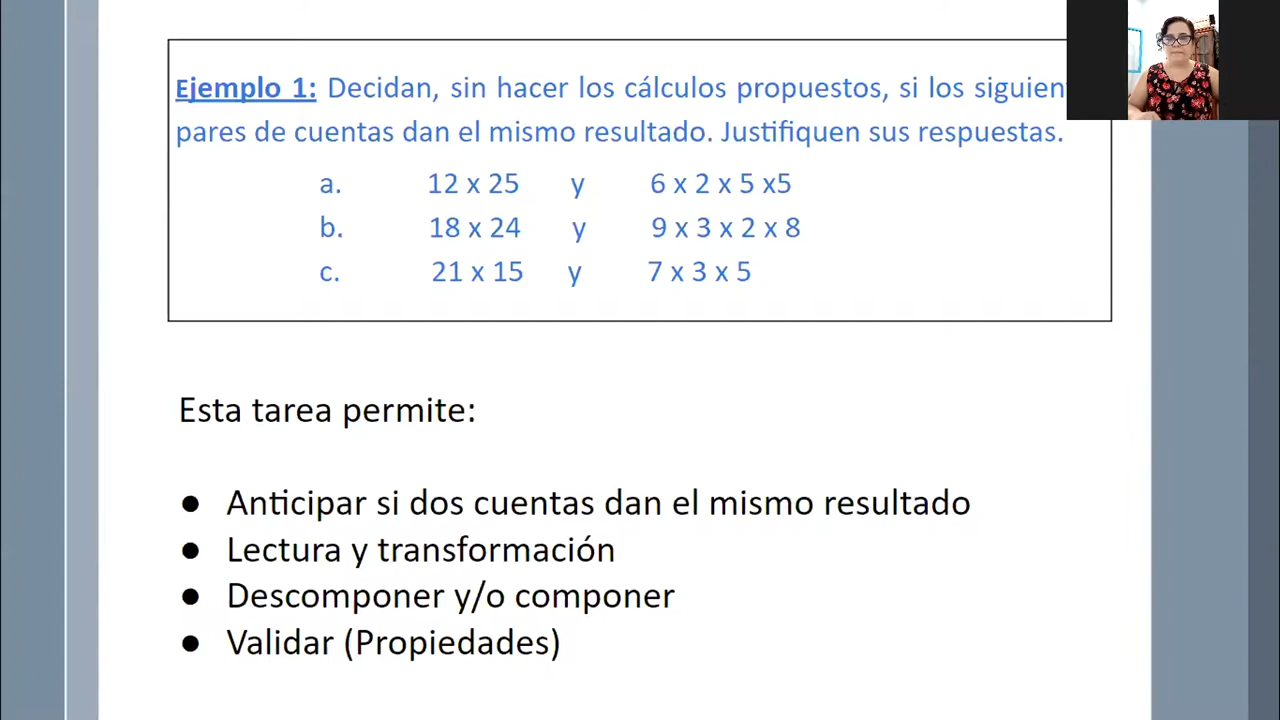 Ejemplo 1: Decidan, sin hacer los cálculos propuestos, si los
pares de cuentas dan el mismo resultado. Justifiquen sus respuestas.
a. 12 x 25 y 6 x 2 x 5 x5
b. 18 x 24 y 9 x 3 x 2 x 8
c. 21 x 15 y 7 x 3 x 5
Esta tarea permite:
● Anticipar si dos cuentas dan el mismo resultado
● Lectura y transformación
● Descomponer y/o componer
● Validar (Propiedades)